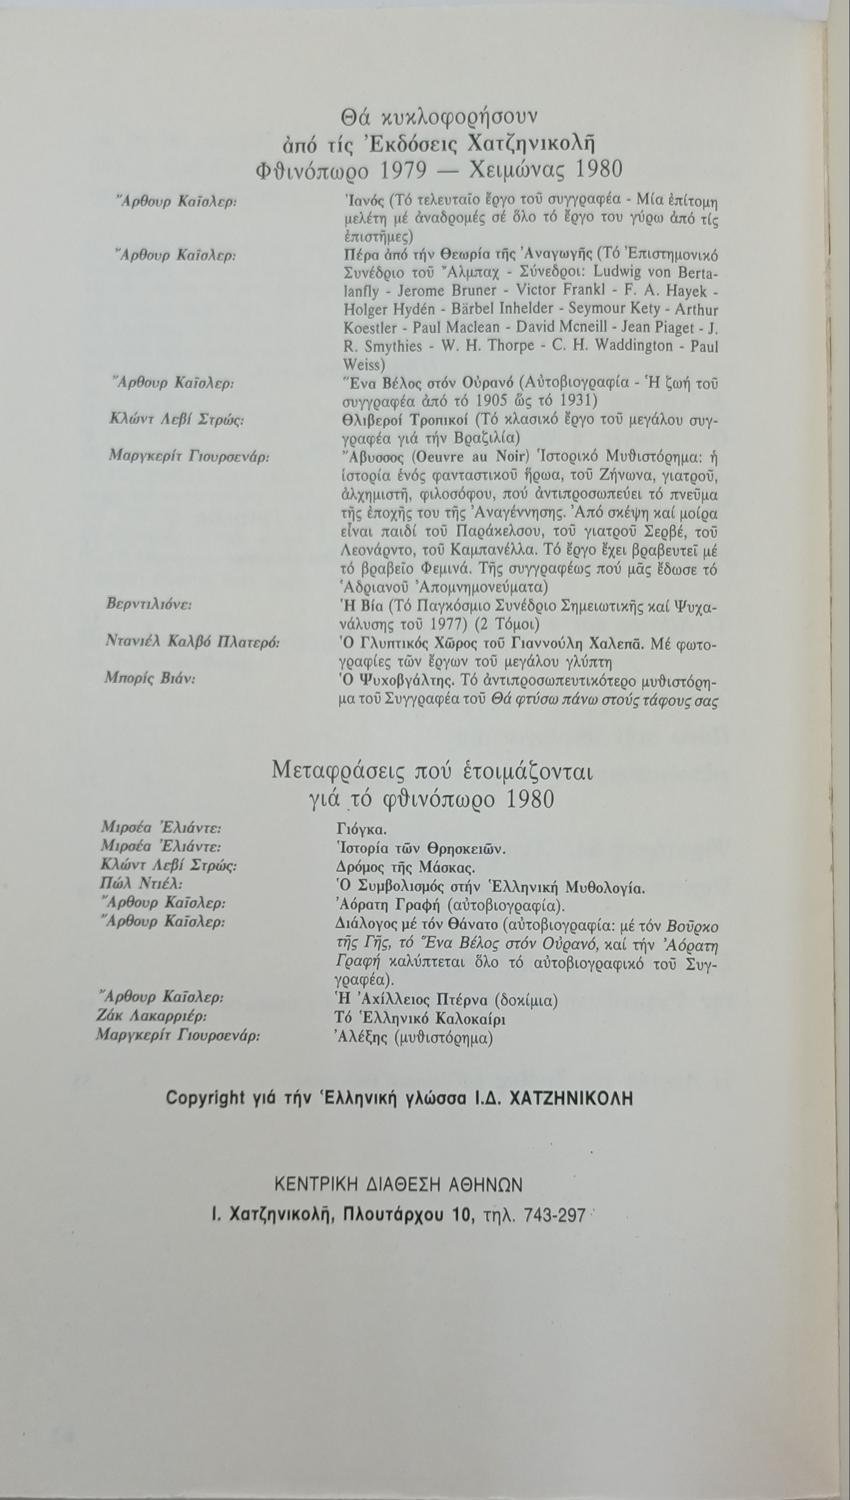 Θά κυκλοφορήσουν
ἀπό τίς Ἐκδόσεις Χατζηνικολῆ
Φθινόπωρο 1979 — Χειμώνας 1980
Ἄρθουρ Καῖσλερ: Ἰανός (Τό τελευταῖο ἔργο τοῦ συγγραφέα - Μία ἐπίτομη
μελέτη μέ ἀναδρομές σέ ὅλο τό ἔργο του γύρω ἀπό τίς
ἐπιστῆμες)
Ἄρθουρ Καῖσλερ: Πέρα ἀπό τήν Θεωρία τῆς Ἀναγωγῆς (Τό Ἐπιστημονικό
Συνέδριο τοῦ Ἄλμπαχ - Σύνεδροι: Ludwig von Berta-
lanfly - Jerome Bruner - Victor Frankl - F. A. Hayek -
Holger Hydén - Bärbel Inhelder - Seymour Kety - Arthur
Koestler - Paul Maclean - David Mcneill - Jean Piaget - J.
R. Smythies - W. H. Thorpe - C. H. Waddington - Paul
Weiss)
Ἄρθουρ Καῖσλερ: Ἕνα Βέλος στόν Οὐρανό (Αὐτοβιογραφία - Ἡ ζωή τοῦ
συγγραφέα ἀπό τό 1905 ὥς τό 1931)
Κλώντ Λεβί Στρώς: Θλιβεροί Τροπικοί (Τό κλασικό ἔργο τοῦ μεγάλου συγ-
γραφέα γιά τήν Βραζιλία)
Μαργκερίτ Γιουρσενάρ: Ἄβυσσος (Oeuvre au Noir) Ἱστορικό Μυθιστόρημα: ἡ
ἱστορία ἑνός φανταστικοῦ ἥρωα, τοῦ Ζήνωνα, γιατροῦ,
ἀλχημιστῆ, φιλοσόφου, πού ἀντιπροσωπεύει τό πνεῦμα
τῆς ἐποχῆς του τῆς Ἀναγέννησης. Ἀπό σκέψη καί μοίρα
εἶναι παιδί τοῦ Παράκελσου, τοῦ γιατροῦ Σερβέ, τοῦ
Λεονάρντο, τοῦ Καμπανέλλα. Τό ἔργο ἔχει βραβευτεῖ μέ
τό βραβεῖο Φεμινά. Τῆς συγγραφέως πού μᾶς ἔδωσε τό
Ἀδριανοῦ Ἀπομνημονεύματα)
Βερντιλιόνε: Ἡ Βία (Τό Παγκόσμιο Συνέδριο Σημειωτικῆς καί Ψυχα-
νάλυσης τοῦ 1977) (2 Τόμοι)
Ντανιέλ Καλβό Πλατερό: Ὁ Γλυπτικός Χῶρος τοῦ Γιαννούλη Χαλεπᾶ. Μέ φωτο-
γραφίες τῶν ἔργων τοῦ μεγάλου γλύπτη
Μπορίς Βιάν: Ὁ Ψυχοβγάλτης. Τό ἀντιπροσωπευτικότερο μυθιστόρη-
μα τοῦ Συγγραφέα τοῦ Θά φτύσω πάνω στούς τάφους σας
Μεταφράσεις πού ἑτοιμάζονται
γιά τό φθινόπωρο 1980
Μιρσέα Ἐλιάντε: Γιόγκα.
Μιρσέα Ἐλιάντε: Ἱστορία τῶν Θρησκειῶν.
Κλώντ Λεβί Στρώς: Δρόμος τῆς Μάσκας.
Πώλ Ντιέλ: Ὁ Συμβολισμός στήν Ἑλληνική Μυθολογία.
Ἄρθουρ Καῖσλερ: Ἀόρατη Γραφή (αὐτοβιογραφία).
Ἄρθουρ Καῖσλερ: Διάλογος μέ τόν Θάνατο (αὐτοβιογραφία: μέ τόν Βοῦρκο
τῆς Γῆς, τό Ἕνα Βέλος στόν Οὐρανό, καί τήν Ἀόρατη
Γραφή καλύπτεται ὅλο τό αὐτοβιογραφικό τοῦ Συγ-
γραφέα).
Ἄρθουρ Καῖσλερ: Ἡ Ἀχίλλειος Πτέρνα (δοκίμια)
Ζάκ Λακαρριέρ: Τό Ἑλληνικό Καλοκαίρι
Μαργκερίτ Γιουρσενάρ: Ἀλέξης (μυθιστόρημα)
Copyright γιά τήν Ἑλληνική γλώσσα Ι.Δ. ΧΑΤΖΗΝΙΚΟΛΗ
ΚΕΝΤΡΙΚΗ ΔΙΑΘΕΣΗ ΑΘΗΝΩΝ
Ι. Χατζηνικολῆ, Πλουτάρχου 10, τηλ. 743-297